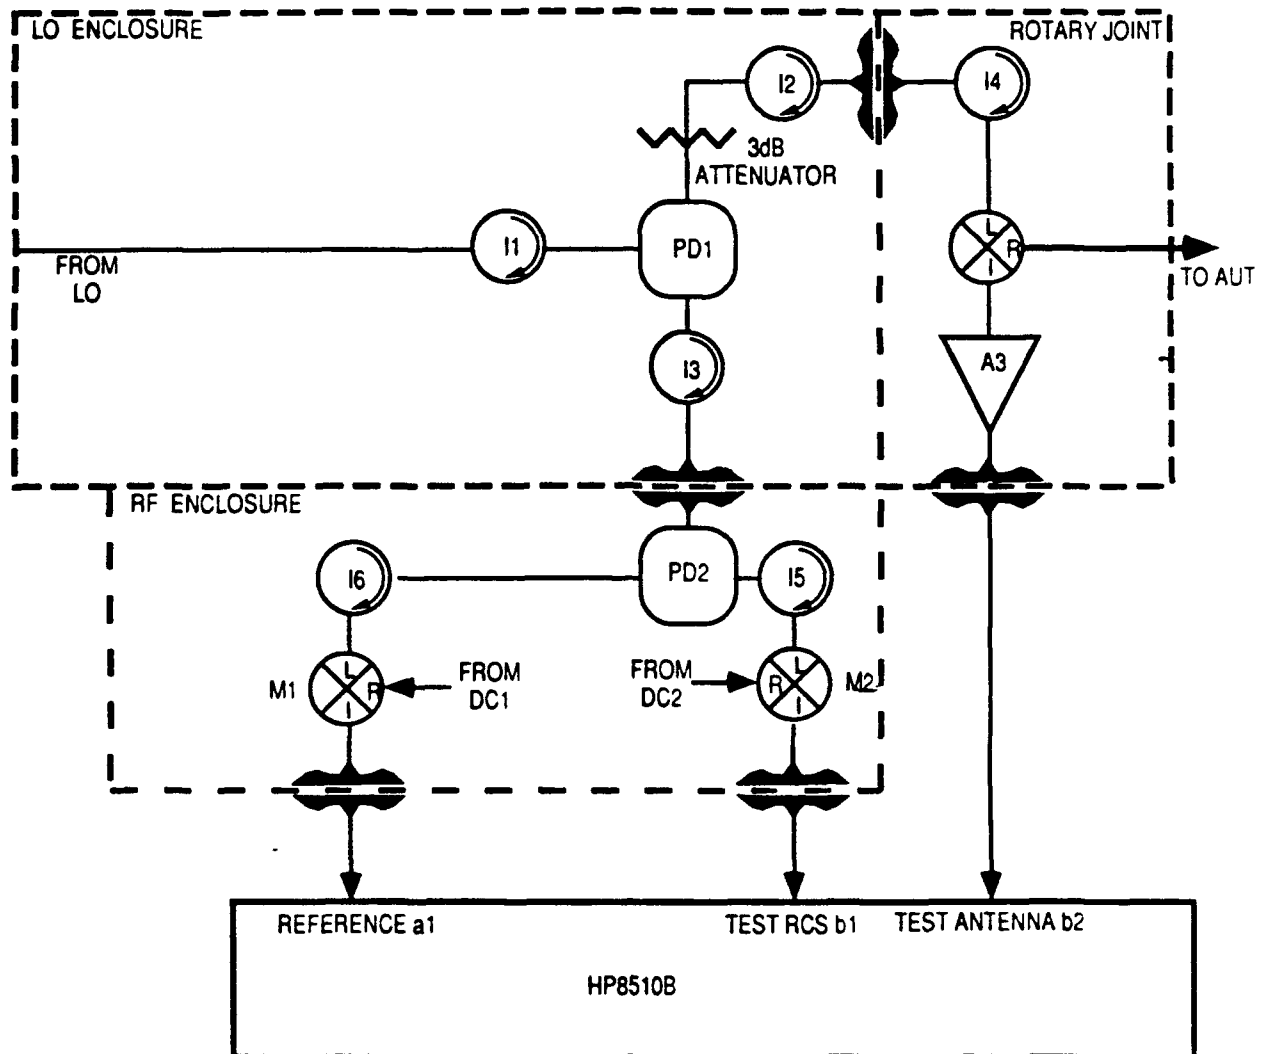 LO ENCLOSURE
ROTARY JOINT
I2
I4
3dB
ATTENUATOR
I1
PD1
L
R
I
FROM
LO
TO AUT
I3
A3
RF ENCLOSURE
I6
PD2
I5
M1
L
R
I
FROM
DC1
FROM
DC2
L
R
I
M2
REFERENCE a1
TEST RCS b1
TEST ANTENNA b2
HP8510B